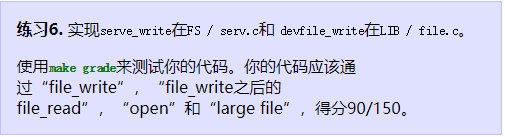 练习6. 实现serve_write在FS / serv.c和 devfile_write在LIB / file.c。
使用make grade来测试你的代码。你的代码应该通
过“file_write”，“file_write之后的
file_read”，“open”和“large file”，得分90/150。